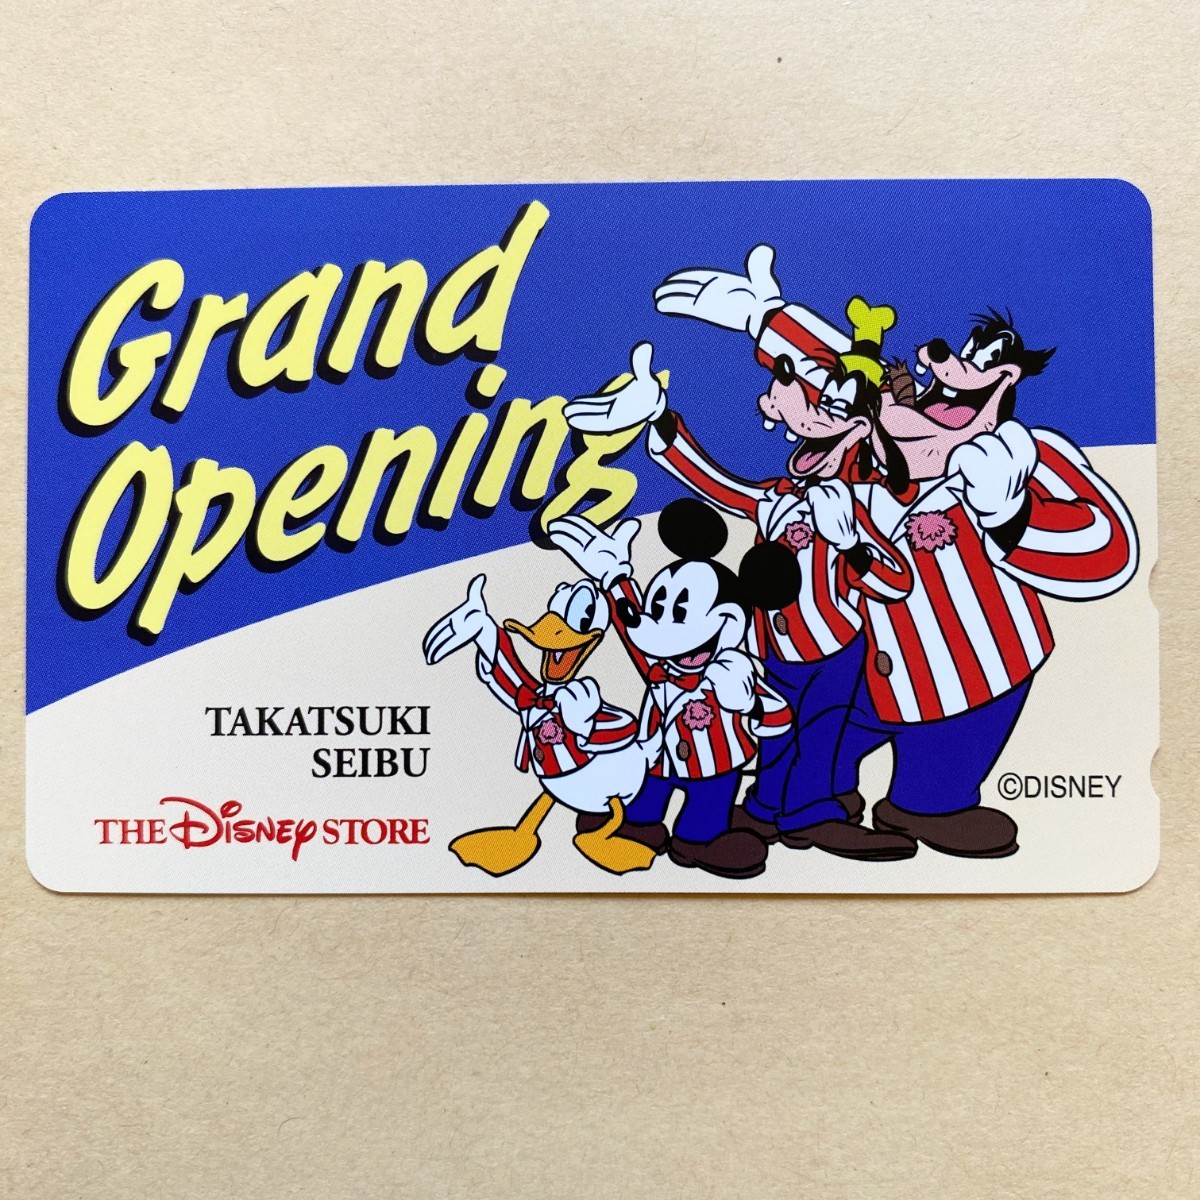 Grand
Opening
TAKATSUKI
SEIBU
THE DISNEY STORE
©DISNEY